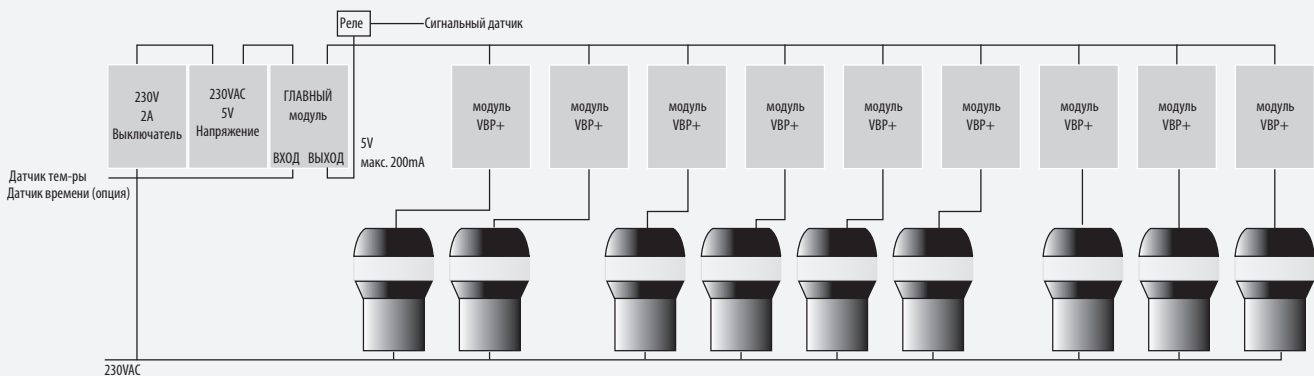 Реле
Сигнальный датчик
230V
2A
Выключатель
230VAC
5V
Напряжение
ГЛАВНЫЙ
модуль
ВХОД ВЫХОД
5V
макс. 200mA
модуль
VBP+
модуль
VBP+
модуль
VBP+
модуль
VBP+
модуль
VBP+
модуль
VBP+
модуль
VBP+
модуль
VBP+
модуль
VBP+
Датчик тем-ры
Датчик времени (опция)
230VAC